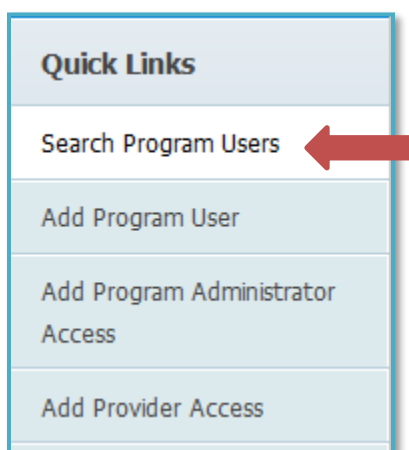 Quick Links
Search Program Users
Add Program User
Add Program Administrator
Access
Add Provider Access